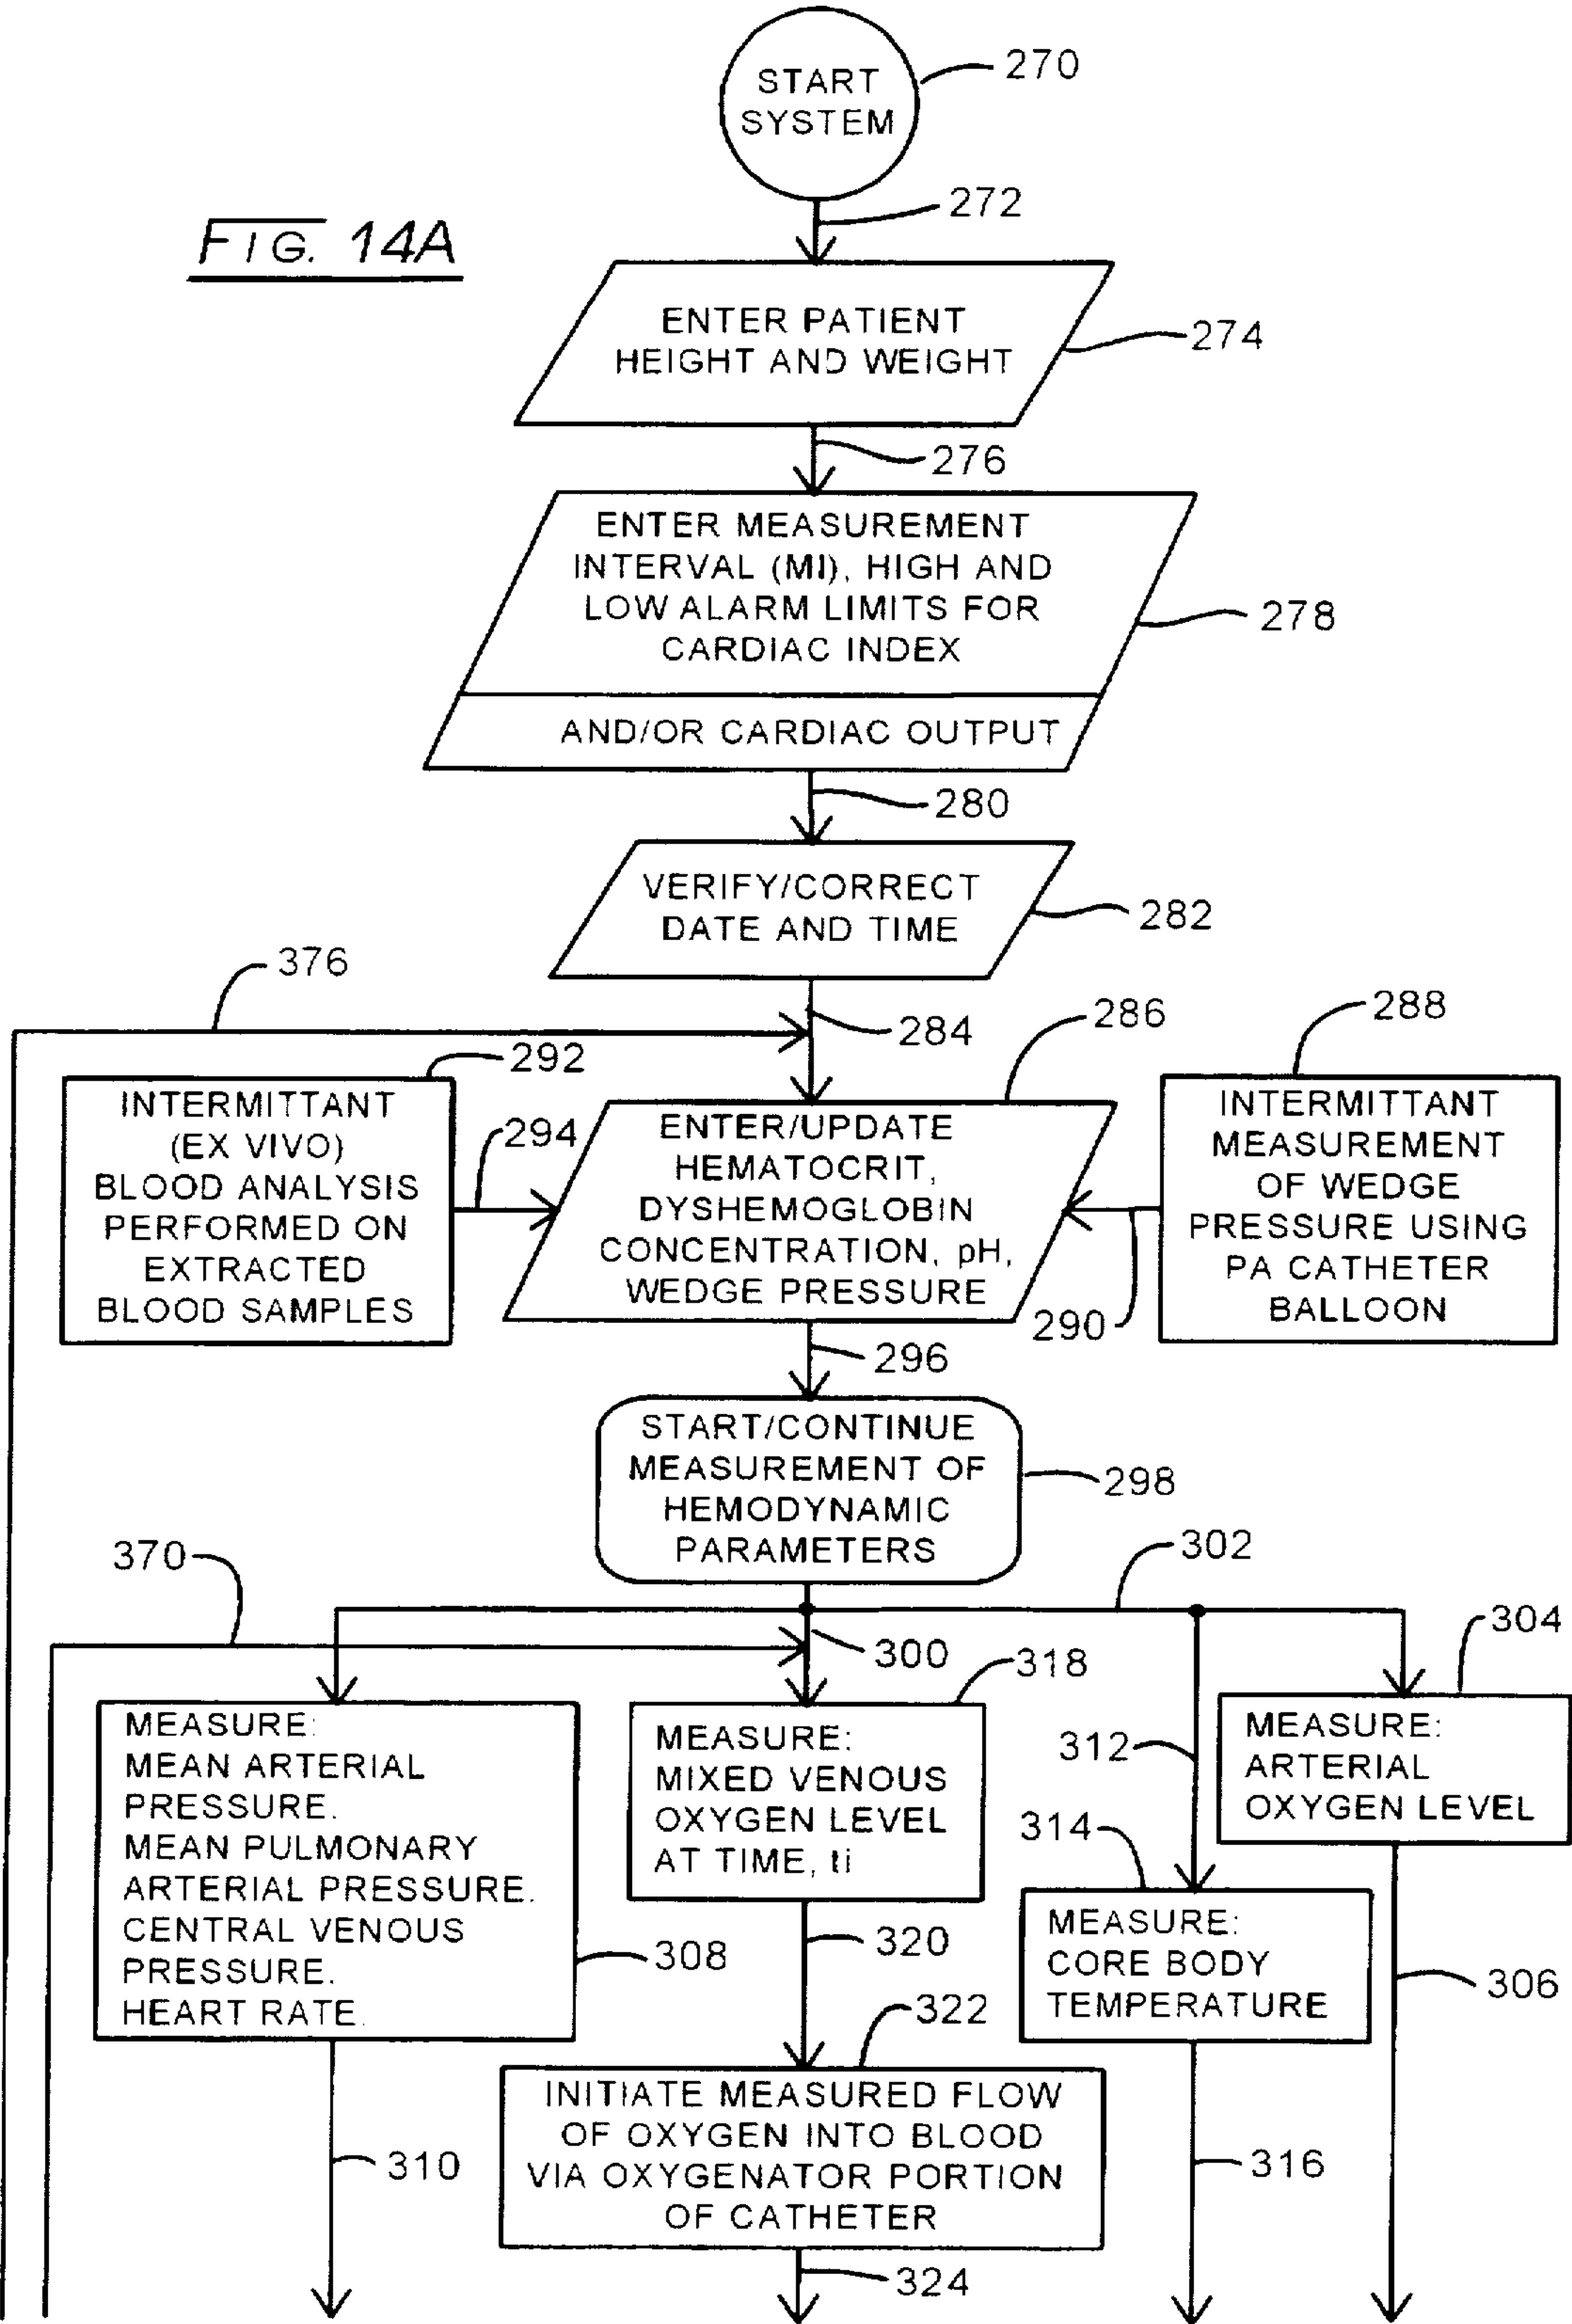 FIG. 14A
START
SYSTEM
270
272
ENTER PATIENT
HEIGHT AND WEIGHT
274
276
ENTER MEASUREMENT
INTERVAL (MI), HIGH AND
LOW ALARM LIMITS FOR
CARDIAC INDEX
AND/OR CARDIAC OUTPUT
278
280
VERIFY/CORRECT
DATE AND TIME
282
376
284
286
288
292
INTERMITTANT
(EX VIVO)
BLOOD ANALYSIS
PERFORMED ON
EXTRACTED
BLOOD SAMPLES
294
ENTER/UPDATE
HEMATOCRIT,
DYSHEMOGLOBIN
CONCENTRATION, pH,
WEDGE PRESSURE
INTERMITTANT
MEASUREMENT
OF WEDGE
PRESSURE USING
PA CATHETER
BALLOON
290
296
START/CONTINUE
MEASUREMENT OF
HEMODYNAMIC
PARAMETERS
298
370
302
300
318
304
MEASURE:
MEAN ARTERIAL
PRESSURE.
MEAN PULMONARY
ARTERIAL PRESSURE.
CENTRAL VENOUS
PRESSURE.
HEART RATE.
308
MEASURE:
MIXED VENOUS
OXYGEN LEVEL
AT TIME, ti
312
MEASURE:
ARTERIAL
OXYGEN LEVEL
314
MEASURE:
CORE BODY
TEMPERATURE
320
306
322
INITIATE MEASURED FLOW
OF OXYGEN INTO BLOOD
VIA OXYGENATOR PORTION
OF CATHETER
310
316
324